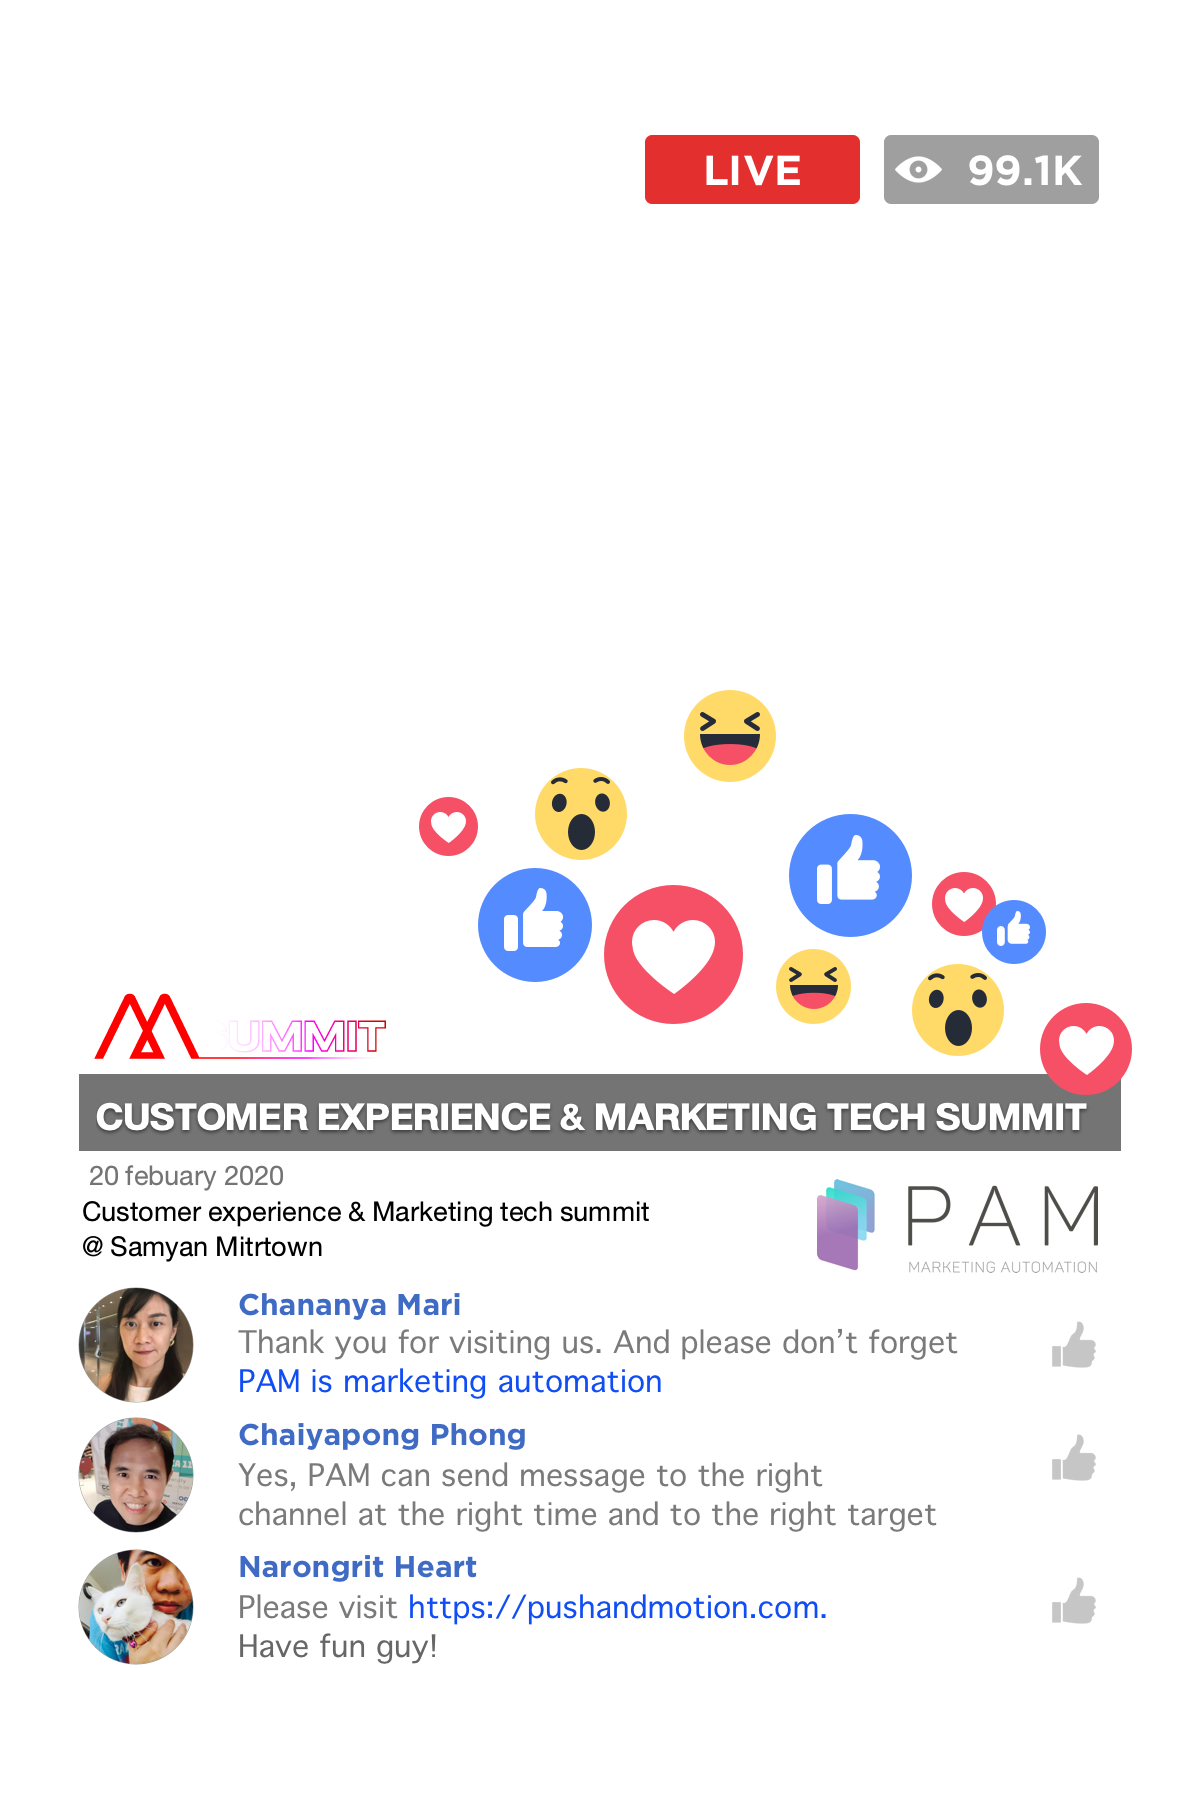 LIVE
99.1K
SUMMIT
CUSTOMER EXPERIENCE & MARKETING TECH SUMMIT
20 febuary 2020
Customer experience & Marketing tech summit
@ Samyan Mitrtown
PAM
MARKETING AUTOMATION
Chananya Mari
Thank you for visiting us. And please don’t forget
PAM is marketing automation
Chaiyapong Phong
Yes, PAM can send message to the right
channel at the right time and to the right target
Narongrit Heart
Please visit https://pushandmotion.com.
Have fun guy!